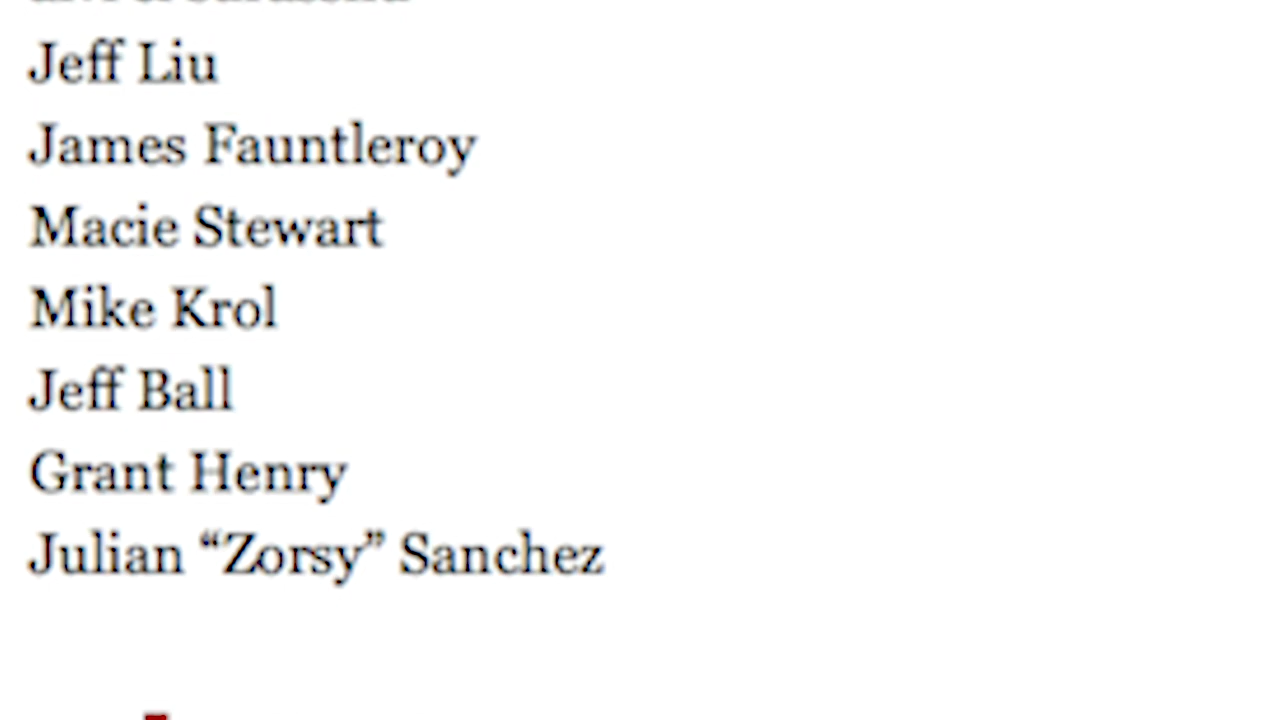 Jeff Liu
James Fauntleroy
Macie Stewart
Mike Krol
Jeff Ball
Grant Henry
Julian “Zorsy” Sanchez